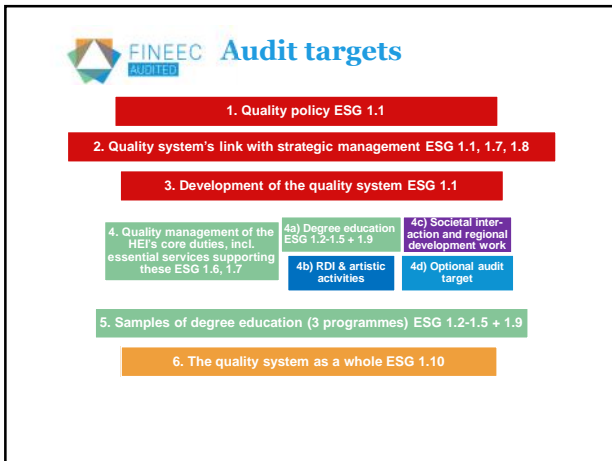 FINEEC
AUDITED
Audit targets
1. Quality policy ESG 1.1
2. Quality system's link with strategic management ESG 1.1, 1.7, 1.8
3. Development of the quality system ESG 1.1
4. Quality management of the
HEI's core duties, incl.
essential services supporting
these ESG 1.6, 1.7
4a) Degree education
ESG 1.2-1.5 + 1.9
4c) Societal inter-
action and regional
development work
4b) RDI & artistic
activities
4d) Optional audit
target
5. Samples of degree education (3 programmes) ESG 1.2-1.5 + 1.9
6. The quality system as a whole ESG 1.10